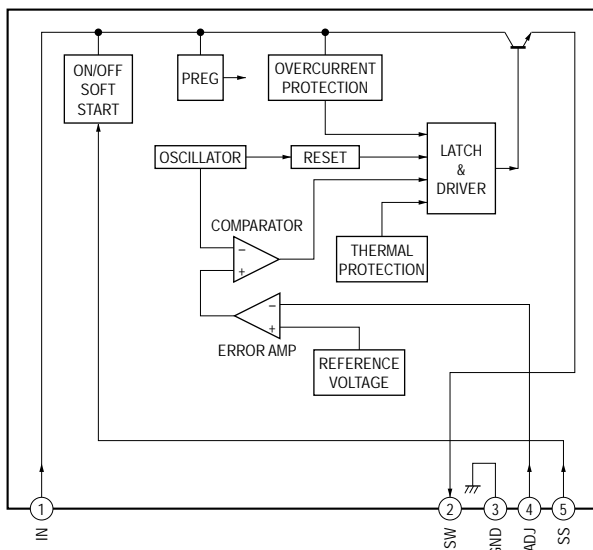 ON/OFF
SOFT
START
PREG
OVERCURRENT
PROTECTION
OSCILLATOR
RESET
LATCH
&
DRIVER
COMPARATOR
−
+
THERMAL
PROTECTION
−
+
ERROR AMP
REFERENCE
VOLTAGE
1
2
3
4
5
IN
SW
GND
ADJ
SS